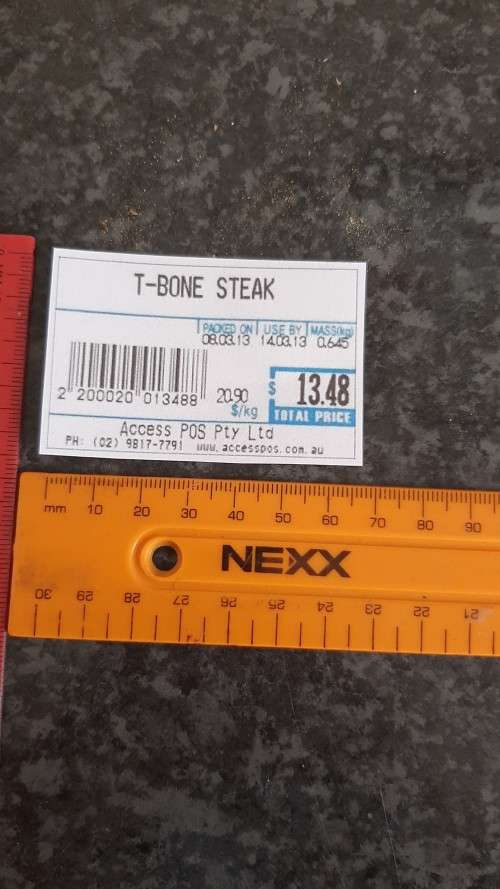 T-BONE STEAK
PACKED ON USE BY MASS(kg)
08.03.13 14.03.13 0.645
2 200020 013488
20.90
$/kg
$ 13.48
TOTAL PRICE
Access POS Pty Ltd
PH: (02) 9817-7791 www.accesspos.com.au
mm 10 20 30 40 50 60 70 80 90
NEXX
30 29 28 27 26 25 24 23 22 21